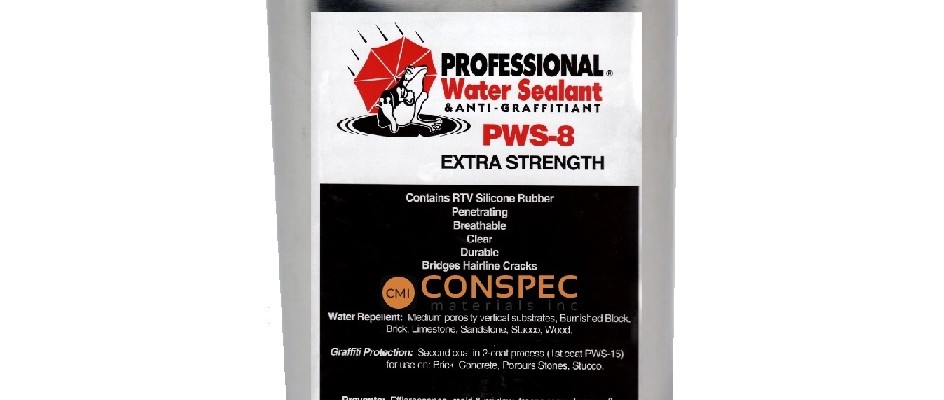 PROFESSIONAL®
Water Sealant
& ANTI-GRAFFITIANT
PWS-8
EXTRA STRENGTH
Contains RTV Silicone Rubber
Penetrating
Breathable
Clear
Durable
Bridges Hairline Cracks
CMI CONSPEC
materials inc
Water Repellent: Medium porosity vertical substrates, Burnished Block,
Brick, Limestone, Sandstone, Stucco, Wood.
Graffiti Protection: Second coat in 2-coat process (1st coat PWS-15)
for use on: Brick, Concrete, Porours Stones, Stucco.